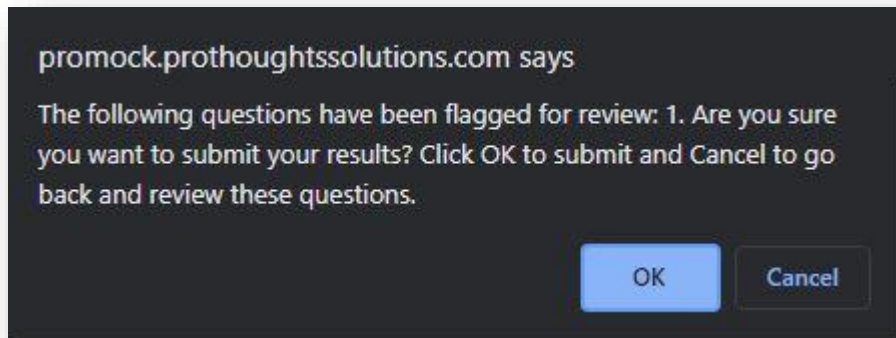 promock.prothoughtssolutions.com says
The following questions have been flagged for review: 1. Are you sure
you want to submit your results? Click OK to submit and Cancel to go
back and review these questions.
OK
Cancel